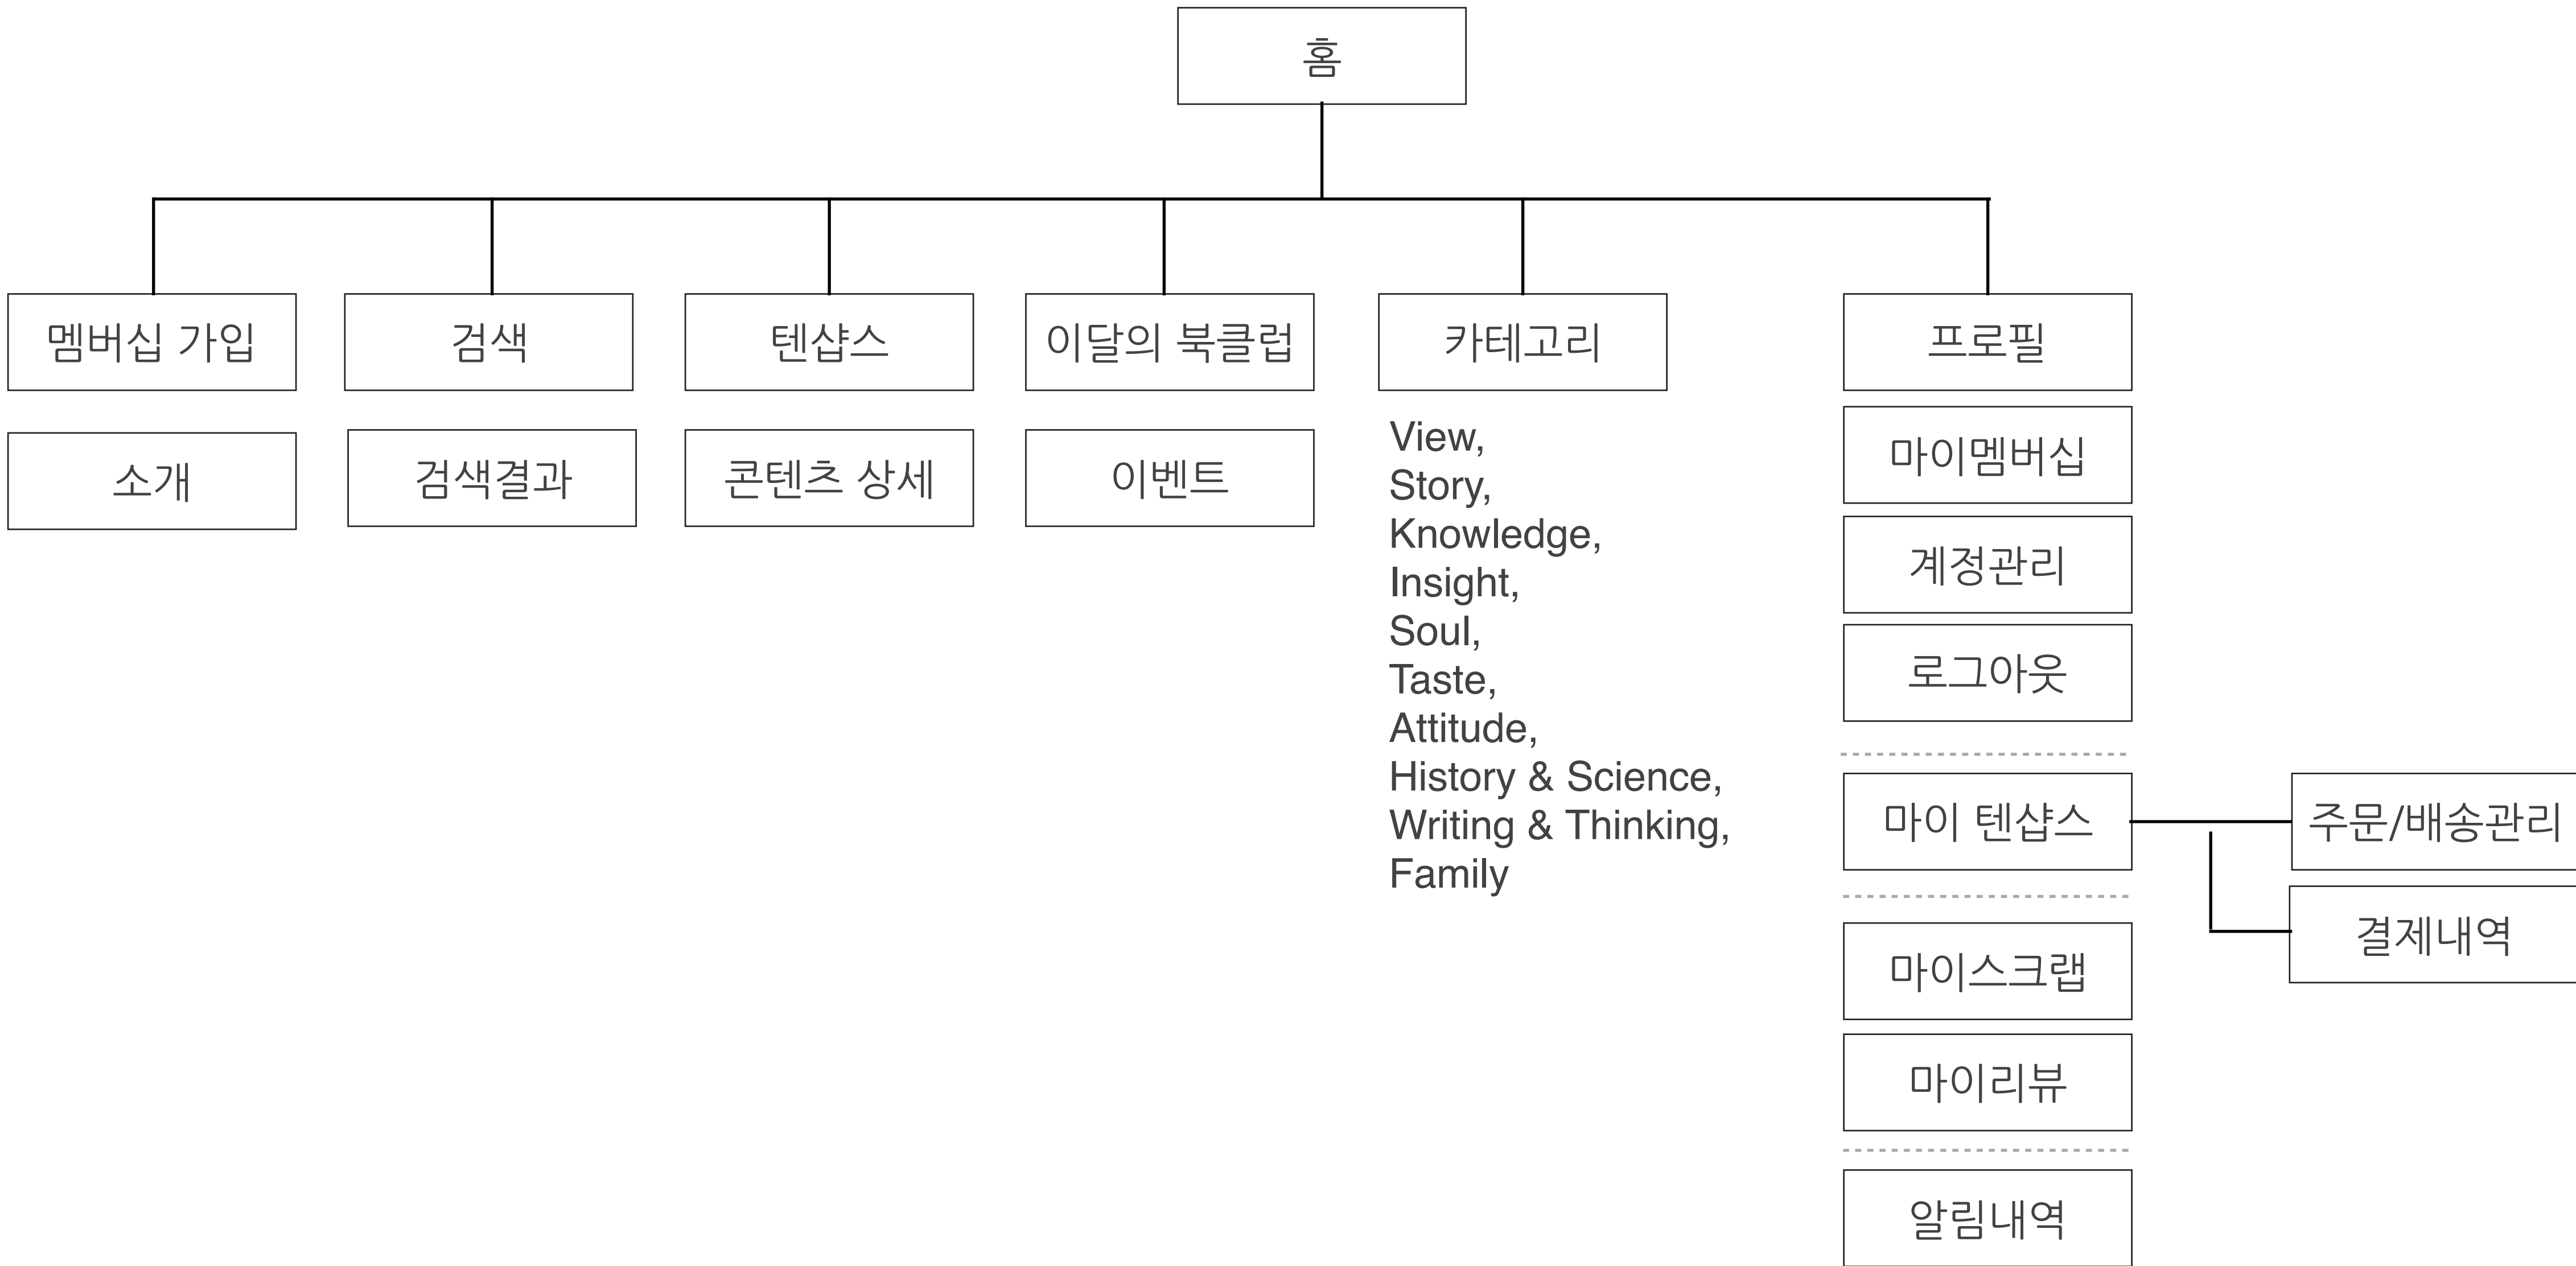 홈
멤버십 가입
검색
텐샵스
이달의 북클럽
카테고리
프로필
소개
검색결과
콘텐츠 상세
이벤트
View,
Story,
Knowledge,
Insight,
Soul,
Taste,
Attitude,
History & Science,
Writing & Thinking,
Family
마이멤버십
계정관리
로그아웃
마이 텐샵스
주문/배송관리
결제내역
마이스크랩
마이리뷰
알림내역